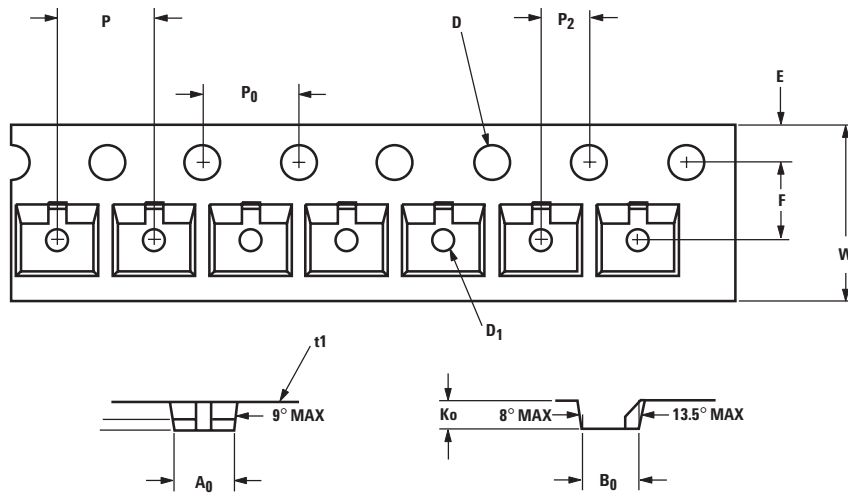 P
D
P₂
E
P₀
F
W
D₁
t1
9° MAX
A₀
Ko
8° MAX
13.5° MAX
B₀